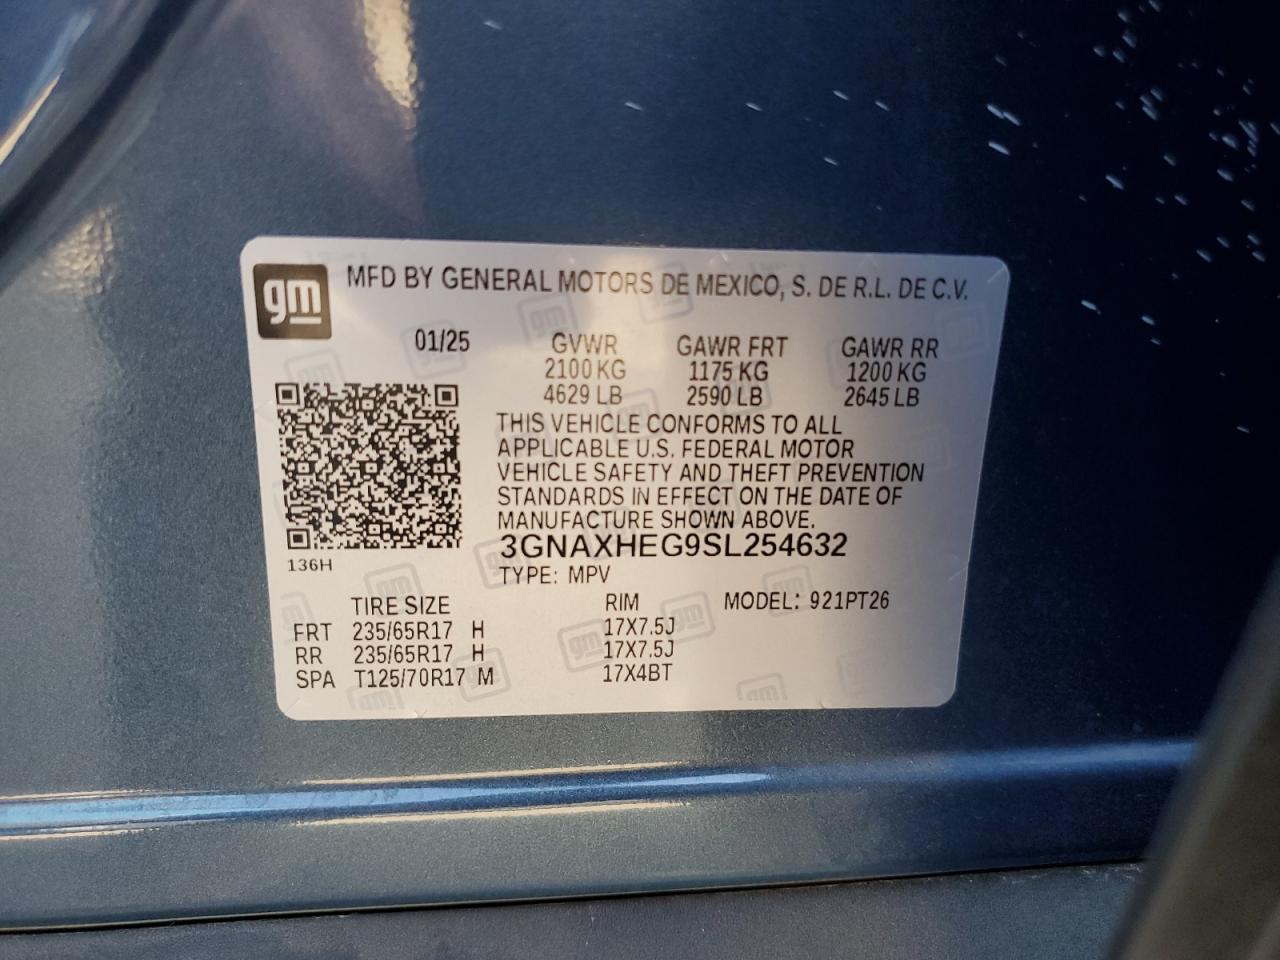 gm
MFD BY GENERAL MOTORS DE MEXICO, S. DE R.L. DE C.V.
01/25
GVWR GAWR FRT GAWR RR
2100 KG 1175 KG 1200 KG
4629 LB 2590 LB 2645 LB
THIS VEHICLE CONFORMS TO ALL
APPLICABLE U.S. FEDERAL MOTOR
VEHICLE SAFETY AND THEFT PREVENTION
STANDARDS IN EFFECT ON THE DATE OF
MANUFACTURE SHOWN ABOVE.
3GNAXHEG9SL254632
136H
TYPE: MPV
TIRE SIZE RIM MODEL: 921PT26
FRT 235/65R17 H 17X7.5J
RR 235/65R17 H 17X7.5J
SPA T125/70R17 M 17X4BT